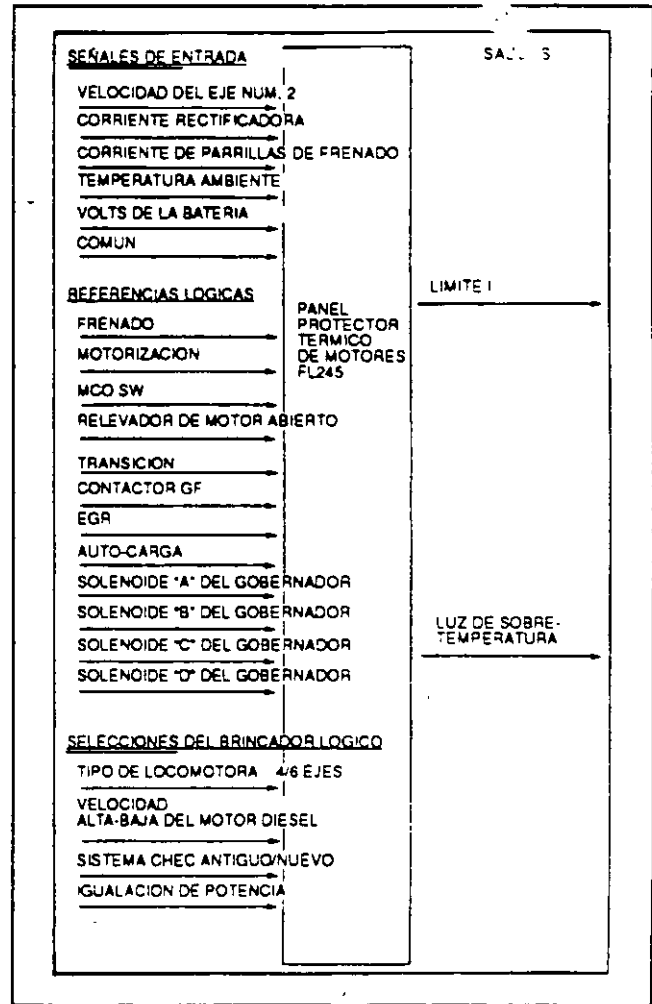 SEÑALES DE ENTRADA
VELOCIDAD DEL EJE NUM. 2
CORRIENTE RECTIFICADORA
CORRIENTE DE PARRILLAS DE FRENADO
TEMPERATURA AMBIENTE
VOLTS DE LA BATERIA
COMUN
REFERENCIAS LOGICAS
FRENADO
MOTORIZACION
MCO SW
RELEVADOR DE MOTOR ABIERTO
TRANSICION
CONTACTOR GF
EGR
AUTO-CARGA
SOLENOIDE "A" DEL GOBERNADOR
SOLENOIDE "B" DEL GOBERNADOR
SOLENOIDE "C" DEL GOBERNADOR
SOLENOIDE "D" DEL GOBERNADOR
SELECCIONES DEL BRINCADOR LOGICO
TIPO DE LOCOMOTORA 4/6 EJES
VELOCIDAD
ALTA-BAJA DEL MOTOR DIESEL
SISTEMA CHEC ANTIGUO/NUEVO
IGUALACION DE POTENCIA
PANEL
PROTECTOR
TERMICO
DE MOTORES
FL245
LIMITE I
LUZ DE SOBRE-
TEMPERATURA